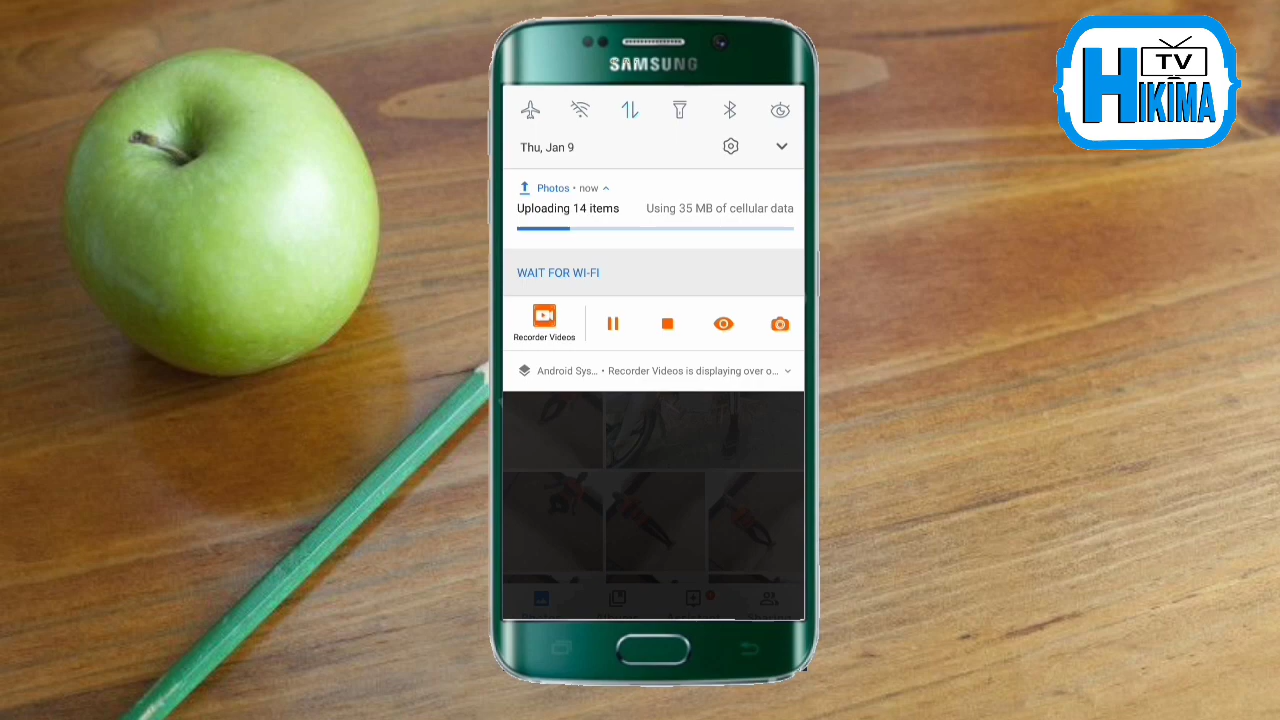 SAMSUNG
TV
HIKIMA
Thu, Jan 9
Photos • now
Uploading 14 items
Using 35 MB of cellular data
WAIT FOR WI-FI
Recorder Videos
Android Sys... • Recorder Videos is displaying over o...